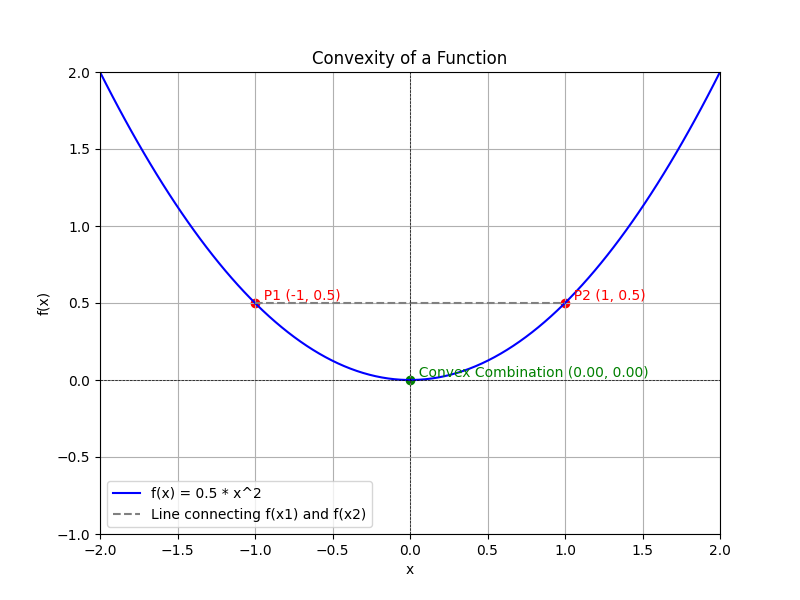 Convexity of a Function
f(x)
2.0
1.5
1.0
0.5
0.0
−0.5
−1.0
P1 (-1, 0.5)
P2 (1, 0.5)
Convex Combination (0.00, 0.00)
f(x) = 0.5 * x^2
Line connecting f(x1) and f(x2)
−2.0 −1.5 −1.0 −0.5 0.0 0.5 1.0 1.5 2.0
x